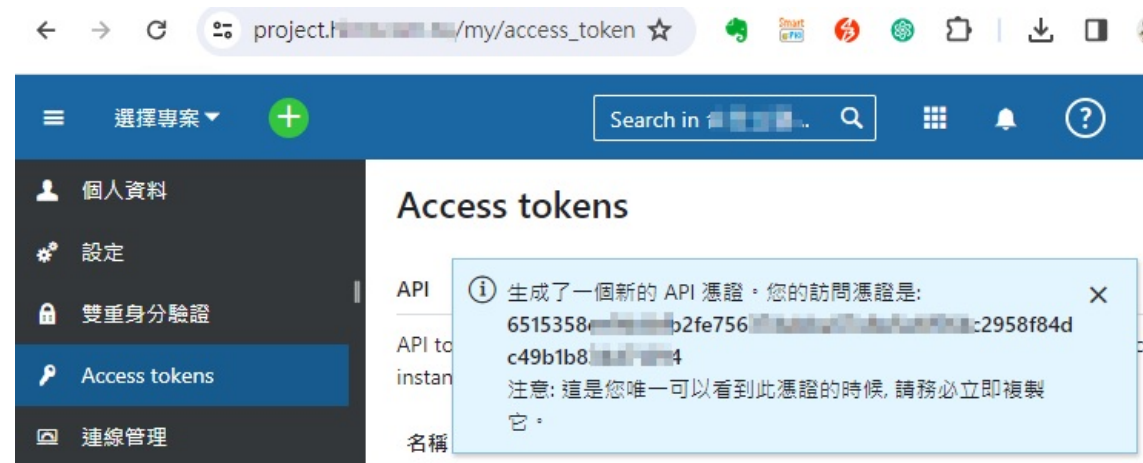 project.h /my/access_token
Smart
GPIO
選擇專案
Search in ..
個人資料
設定
雙重身分驗證
Access tokens
連線管理
Access tokens
API
生成了一個新的 API 憑證。您的訪問憑證是:
6515358 b2fe756 c2958f84d
c49b1b8 4
注意: 這是您唯一可以看到此憑證的時候, 請務必立即複製
它。
API to
instan
名稱